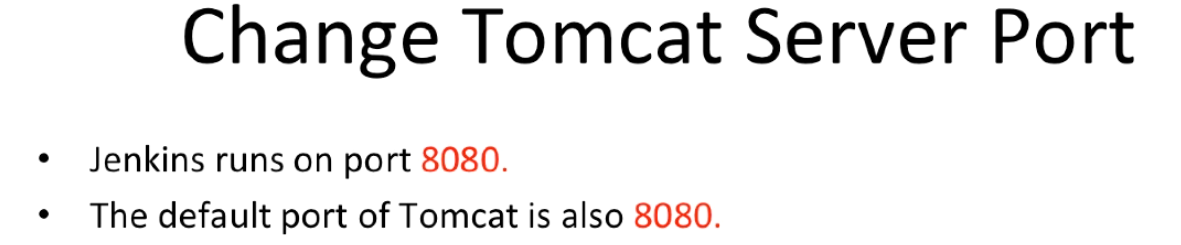 Change Tomcat Server Port
• Jenkins runs on port 8080.
• The default port of Tomcat is also 8080.